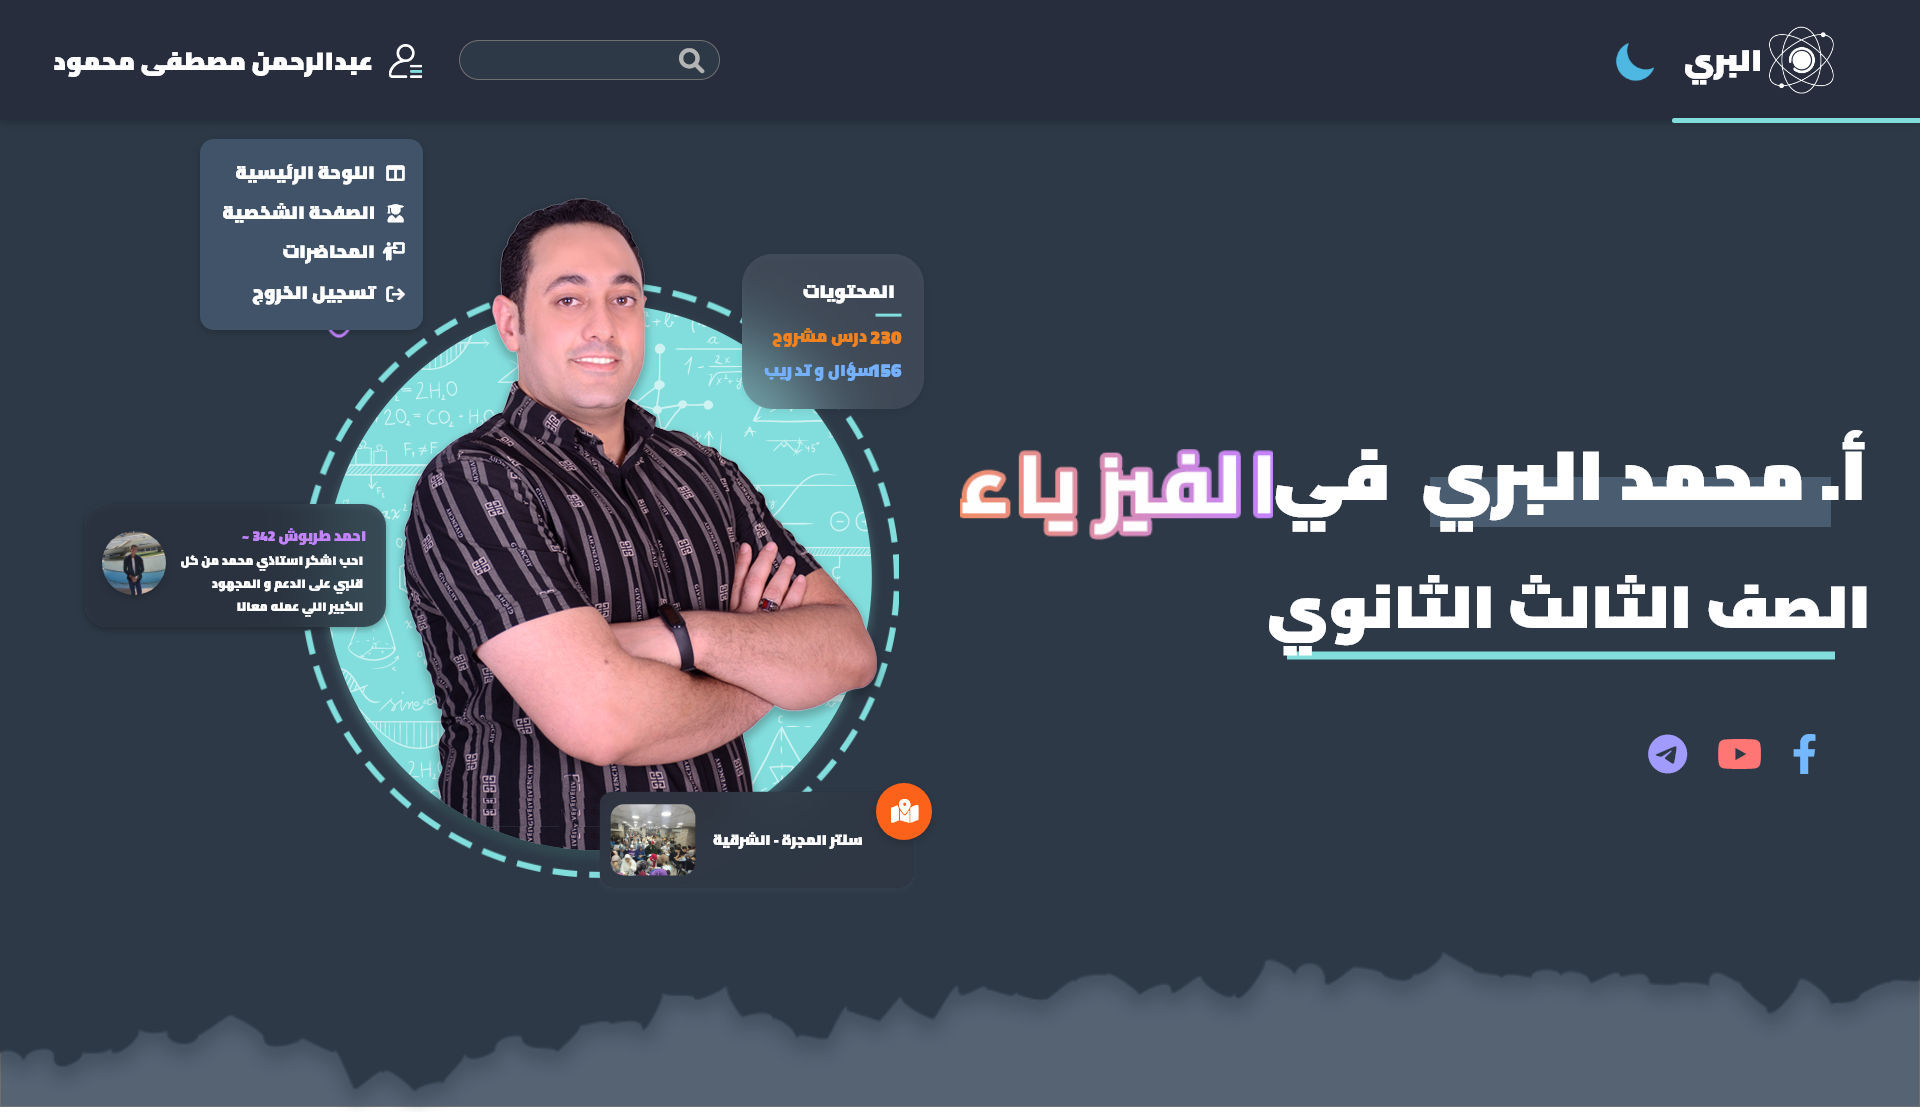 البري
عبدالرحمن مصطفى محمود
اللوحة الرئيسية
الصفحة الشخصية
المحاضرات
تسجيل الخروج
المحتويات
230 درس مشروح
156سؤال و تدريب
أ. محمد البري في الفيزياء
الصف الثالث الثانوي
احمد طربوش 342 ~
احب اشكر استاذي محمد من كل
قلبي على الدعم و المجهود
الكبير اللي عمله معانا
سنتر المجرة - الشرقية